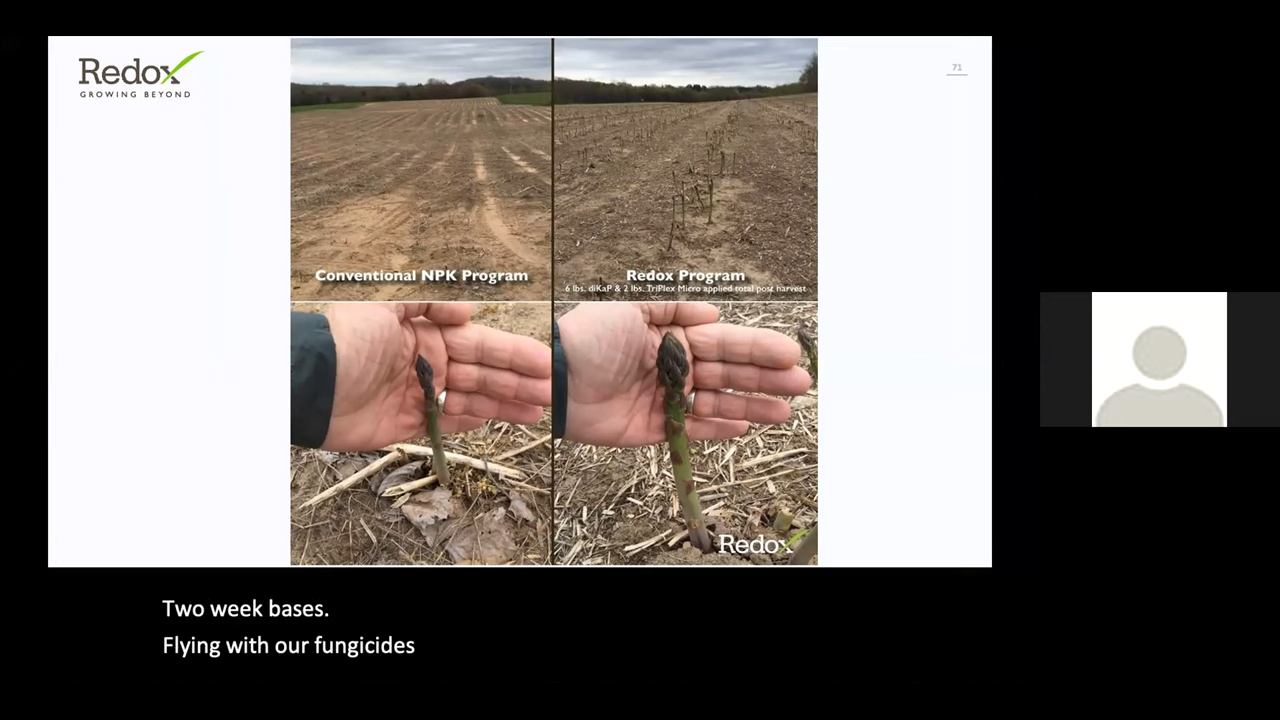 Redox
GROWING BEYOND
71
Conventional NPK Program
Redox Program
6 lbs. diKaP & 2 lbs. TriPlex Micro applied total post harvest
Redox
Two week bases.
Flying with our fungicides